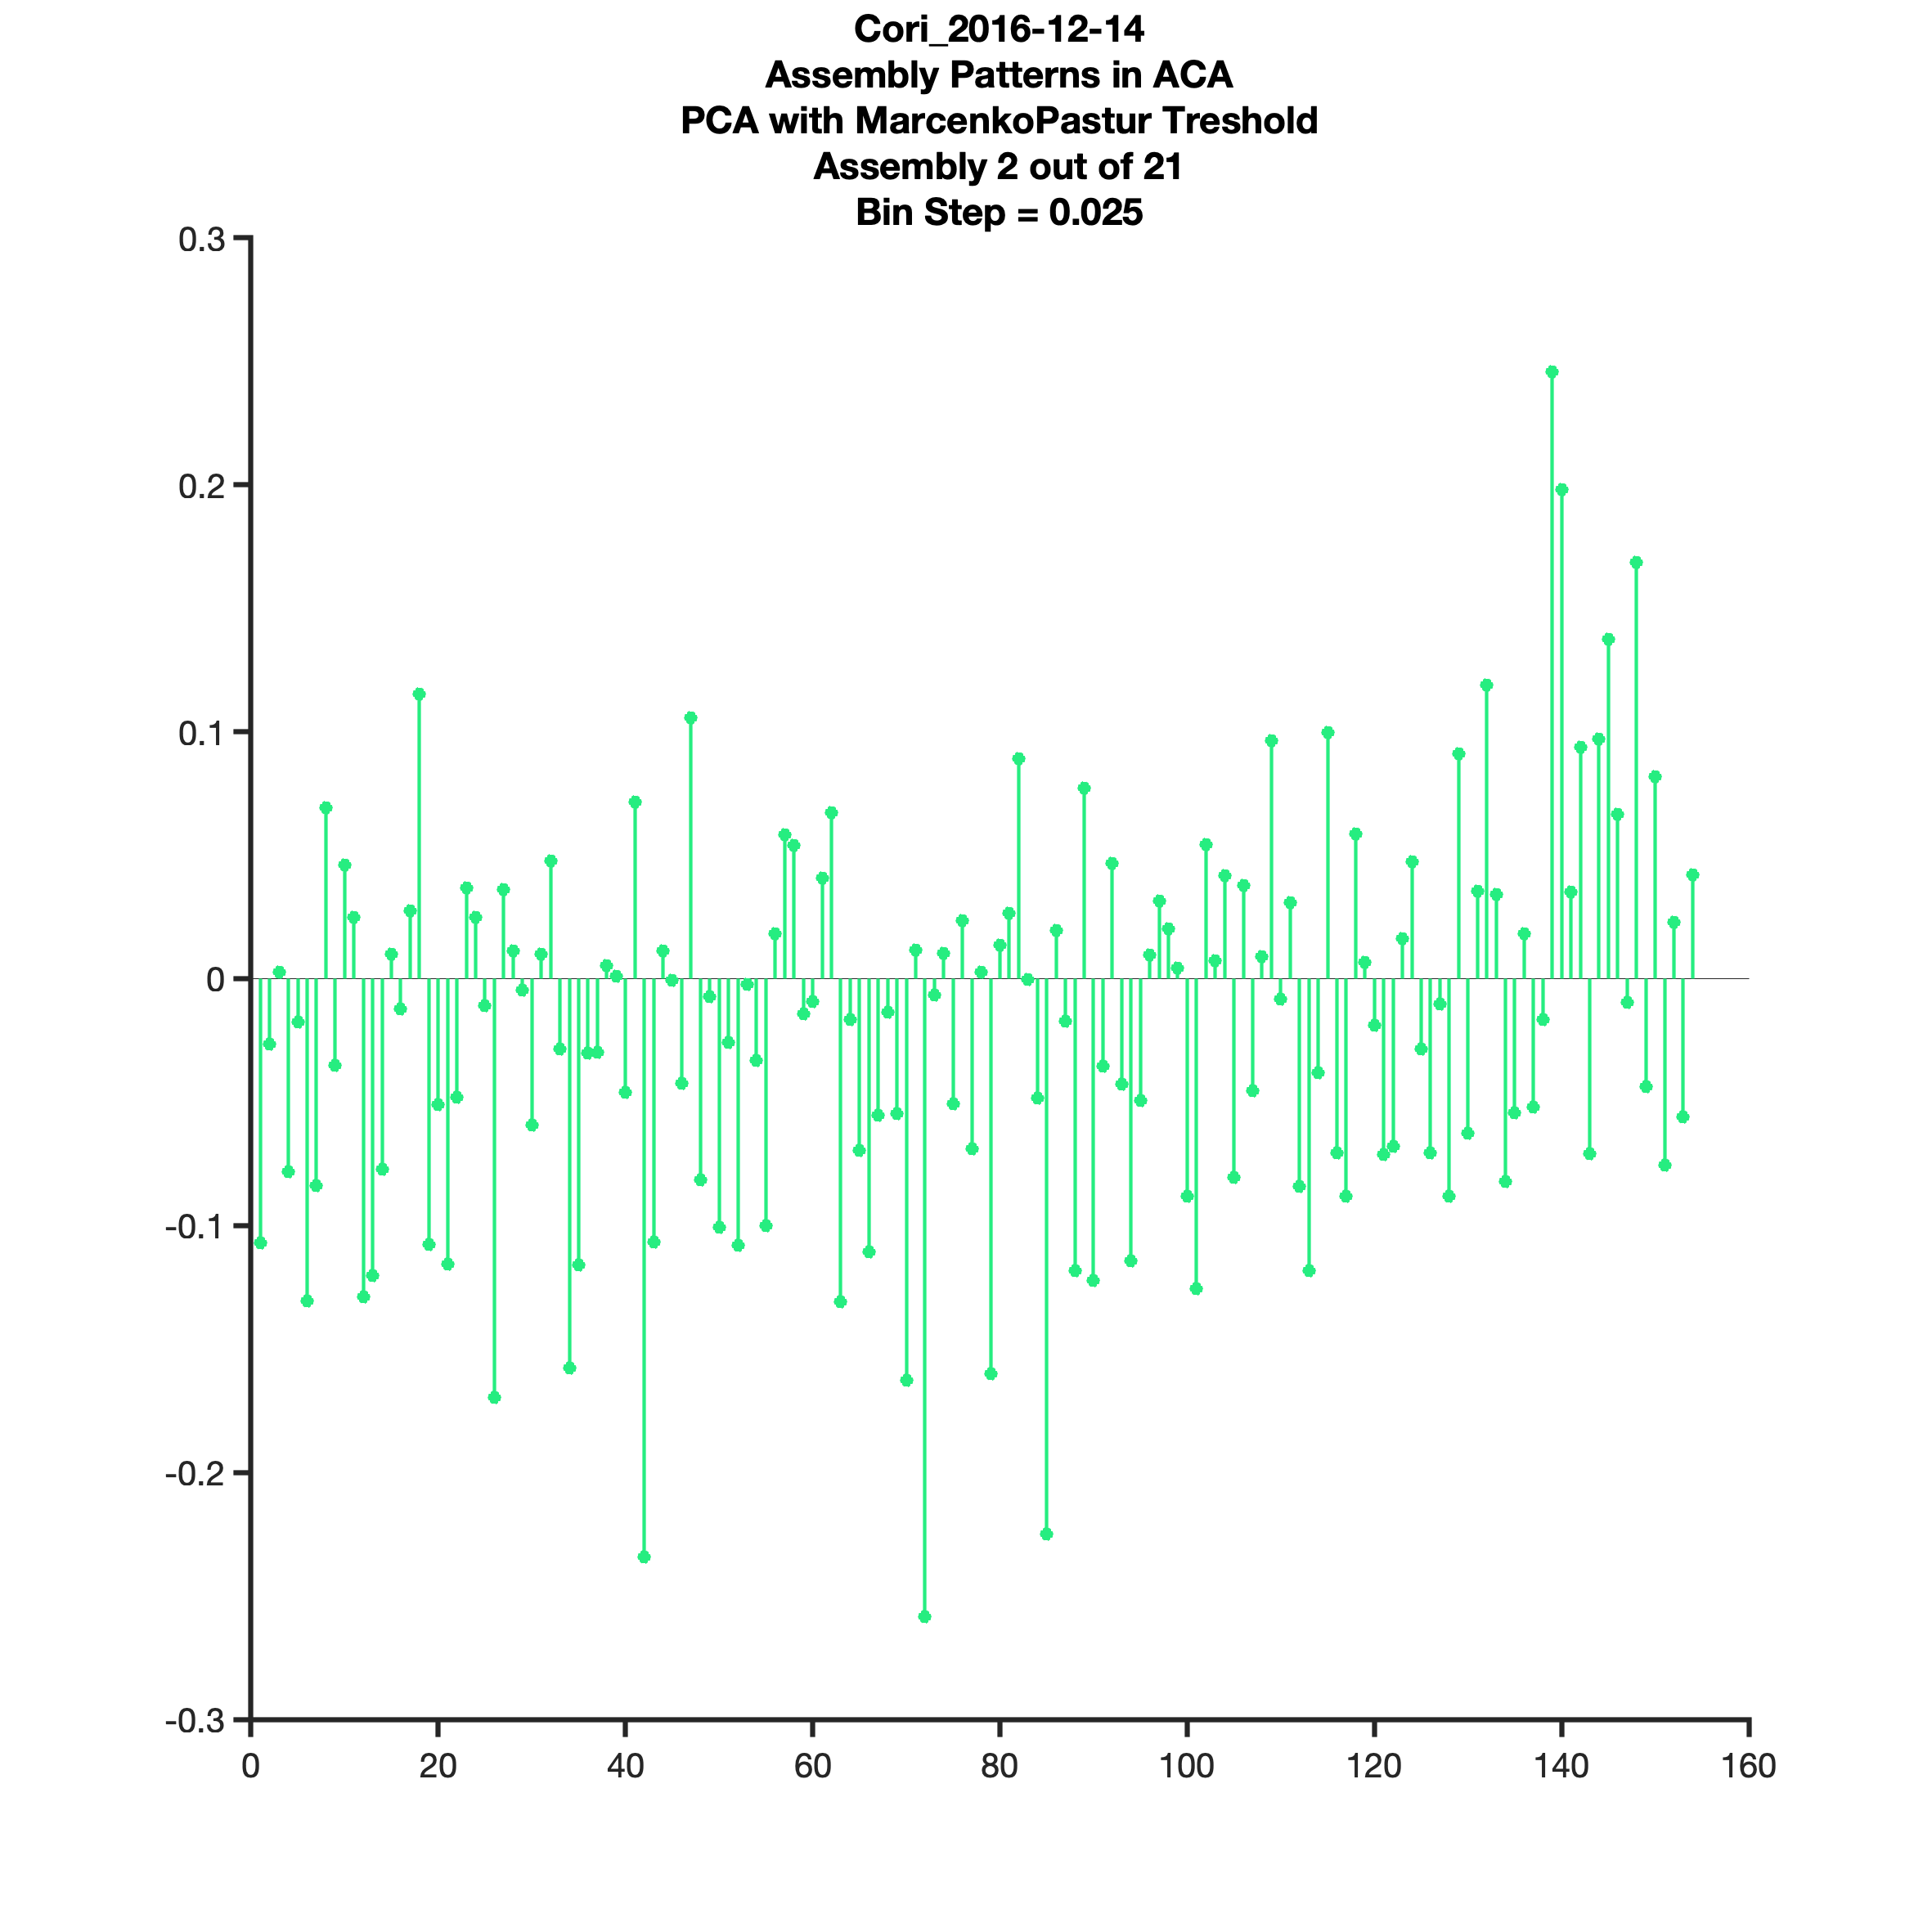 Cori_2016-12-14
Assembly Patterns in ACA
PCA with MarcenkoPastur Treshold
Assembly 2 out of 21
Bin Step = 0.025
0.3
0.2
0.1
0
-0.1
-0.2
-0.3
0 20 40 60 80 100 120 140 160